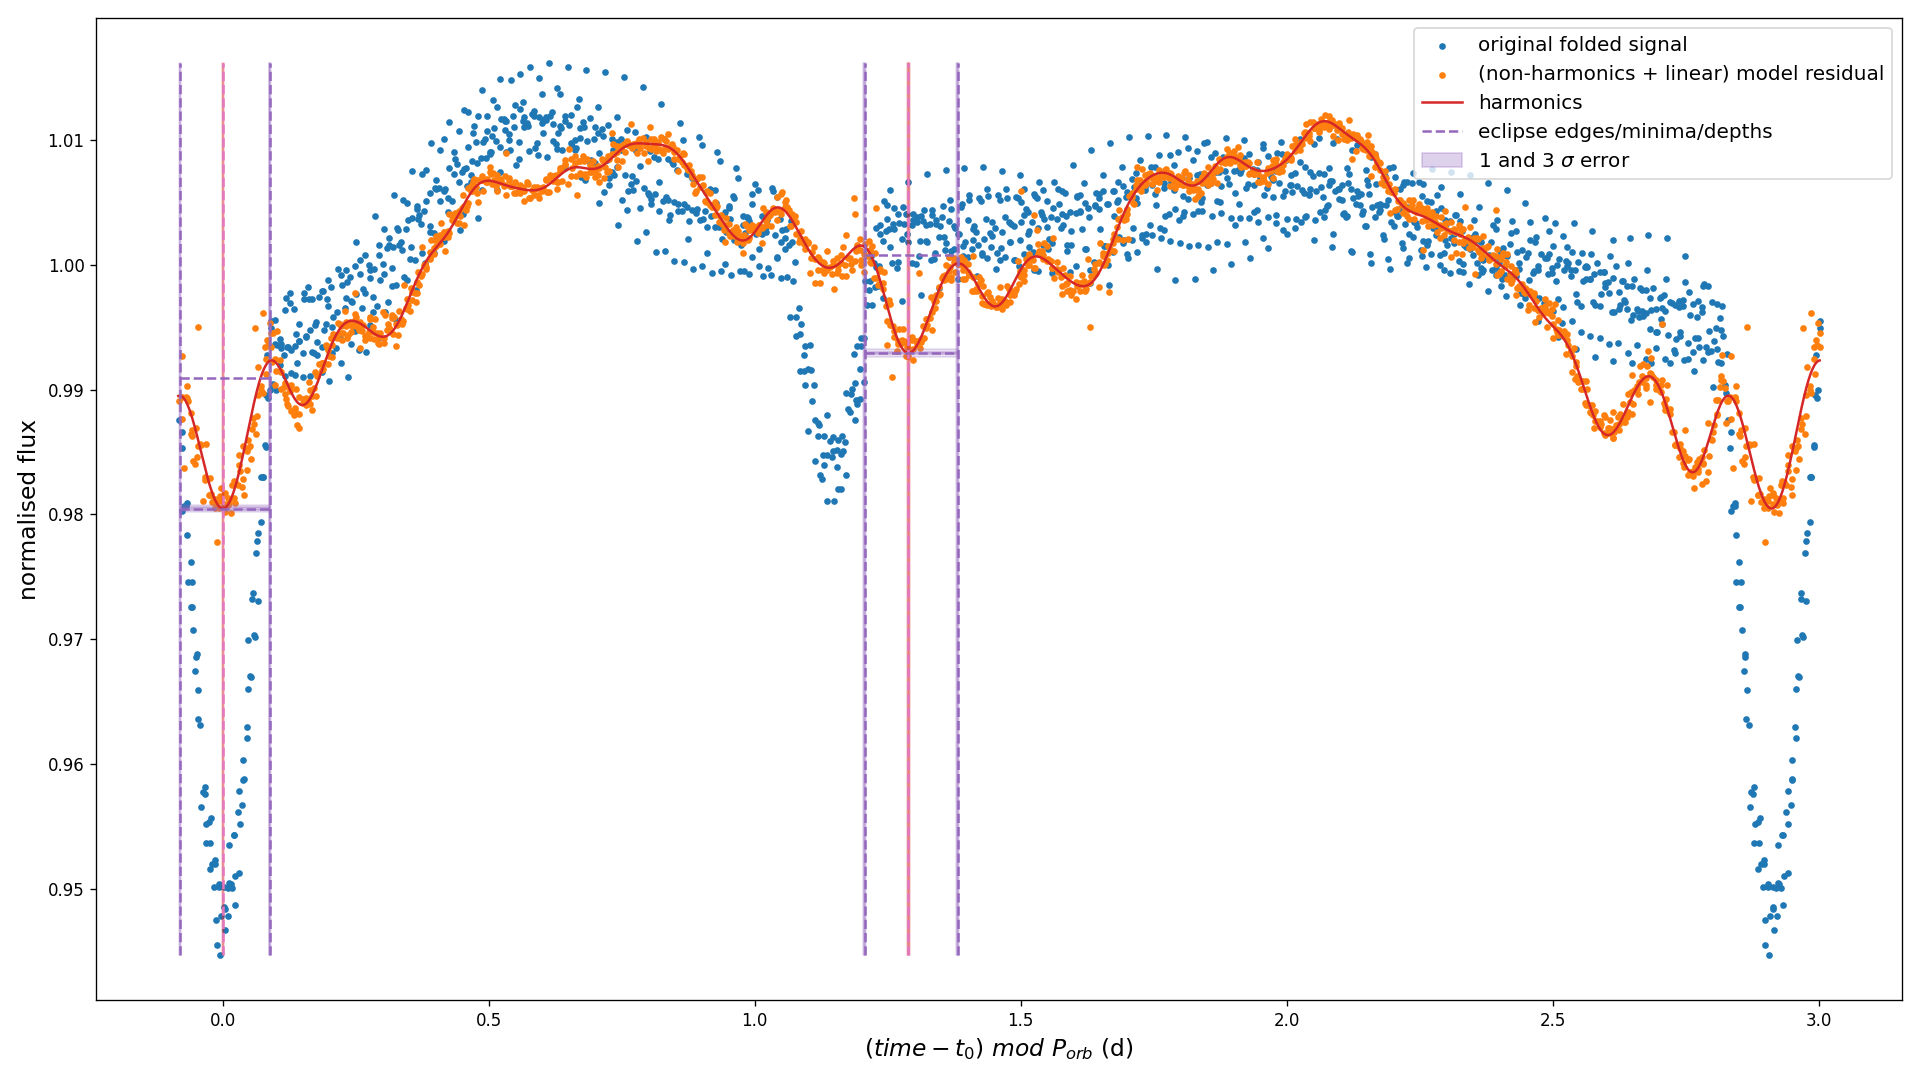 original folded signal
(non-harmonics + linear) model residual
harmonics
eclipse edges/minima/depths
1 and 3 σ error
normalised flux
1.01
1.00
0.99
0.98
0.97
0.96
0.95
0.0 0.5 1.0 1.5 2.0 2.5 3.0
(time − t₀) mod Pₒᵣb (d)